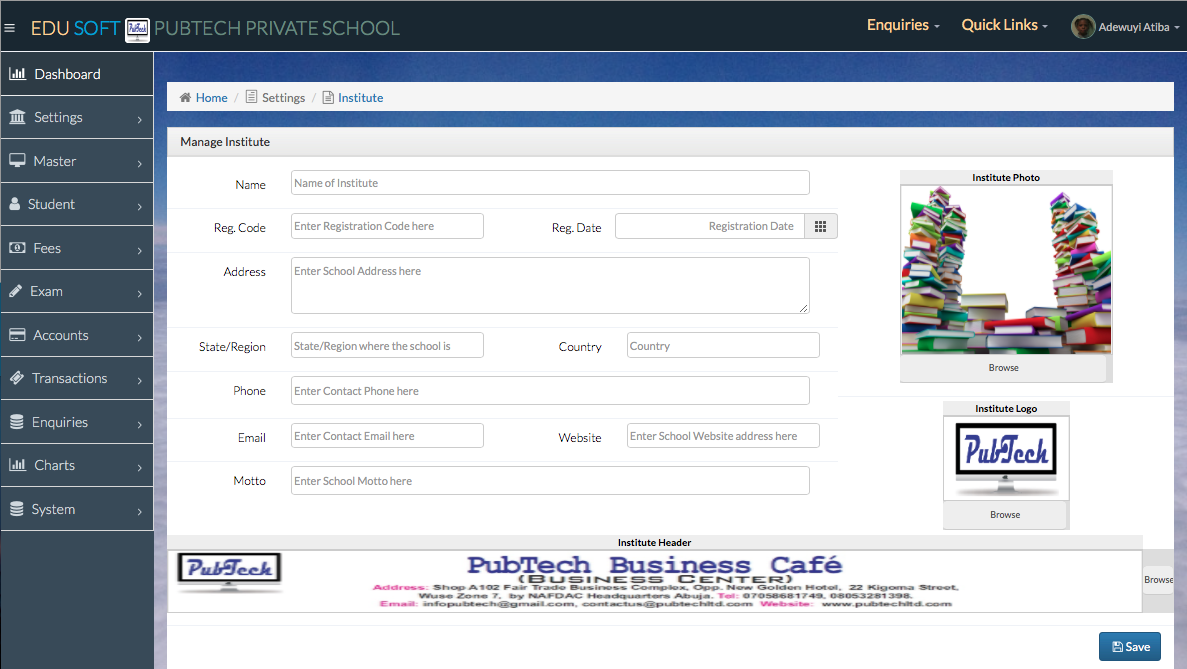 EDU SOFT PubTech PUBTECH PRIVATE SCHOOL
Enquiries
Quick Links
Adewuyi Atiba
Dashboard
Settings
Master
Student
Fees
Exam
Accounts
Transactions
Enquiries
Charts
System
Home / Settings / Institute
Manage Institute
Name
Name of Institute
Reg. Code
Enter Registration Code here
Reg. Date
Registration Date
Address
Enter School Address here
State/Region
State/Region where the school is
Country
Country
Phone
Enter Contact Phone here
Email
Enter Contact Email here
Website
Enter School Website address here
Motto
Enter School Motto here
Institute Photo
Browse
Institute Logo
PubTech
Browse
Institute Header
PubTech
PubTech Business Café
(BUSINESS CENTER)
Address: Shop A102 Fair Trade Business Complex, Opp. New Golden Hotel, 22 Kigoma Street,
Wuse Zone 7, by NAFDAC Headquarters Abuja. Tel: 07058681749, 08053281398.
Email: infopubtech@gmail.com, contactus@pubtechltd.com Website: www.pubtechltd.com
Browse
Save